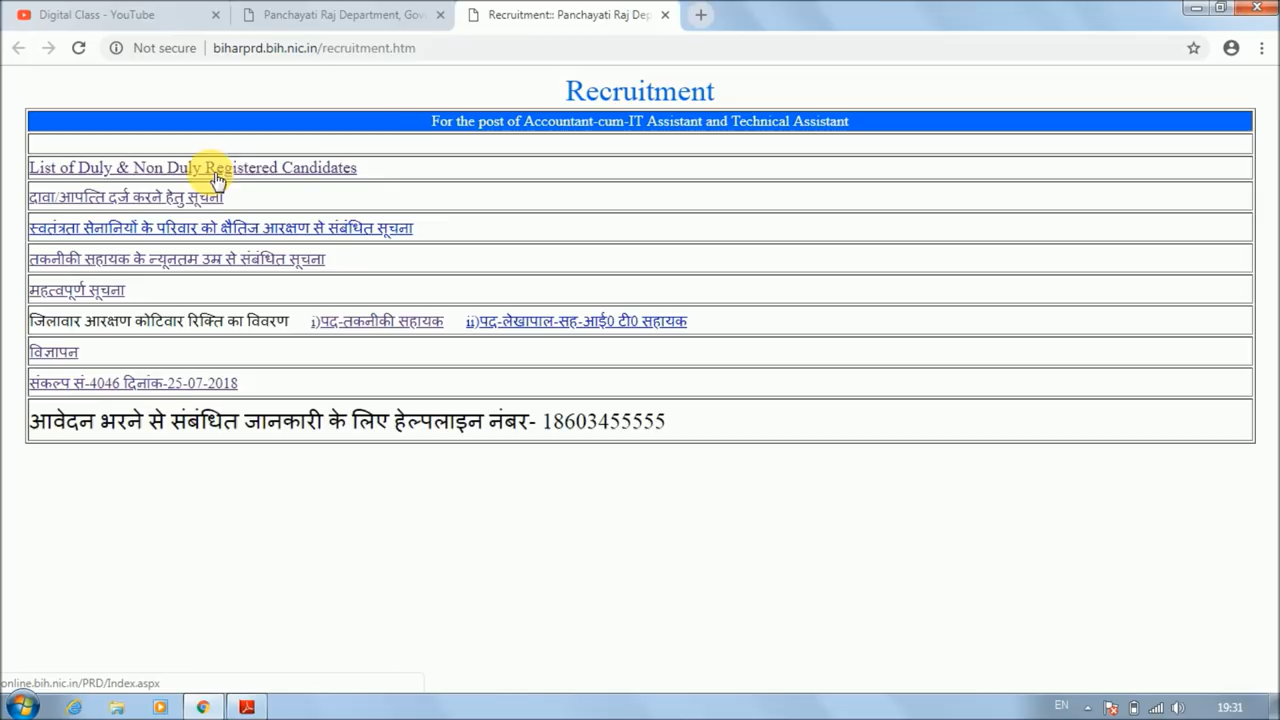 Digital Class - YouTube
Panchayati Raj Department, Gov
Recruitment:: Panchayati Raj Dep
Not secure
biharprd.bih.nic.in/recruitment.htm
Recruitment
For the post of Accountant-cum-IT Assistant and Technical Assistant
List of Duly & Non Duly Registered Candidates
दावा/आपत्ति दर्ज करने हेतु सूचना
स्वतंत्रता सेनानियों के परिवार को क्षैतिज आरक्षण से संबंधित सूचना
तकनीकी सहायक के न्यूनतम उम्र से संबंधित सूचना
महत्वपूर्ण सूचना
जिलावार आरक्षण कोटिवार रिक्ति का विवरण i)पद-तकनीकी सहायक ii)पद-लेखापाल-सह-आई0 टी0 सहायक
विज्ञापन
संकल्प सं-4046 दिनांक-25-07-2018
आवेदन भरने से संबंधित जानकारी के लिए हेल्पलाइन नंबर- 18603455555
online.bih.nic.in/PRD/Index.aspx
EN
19:31